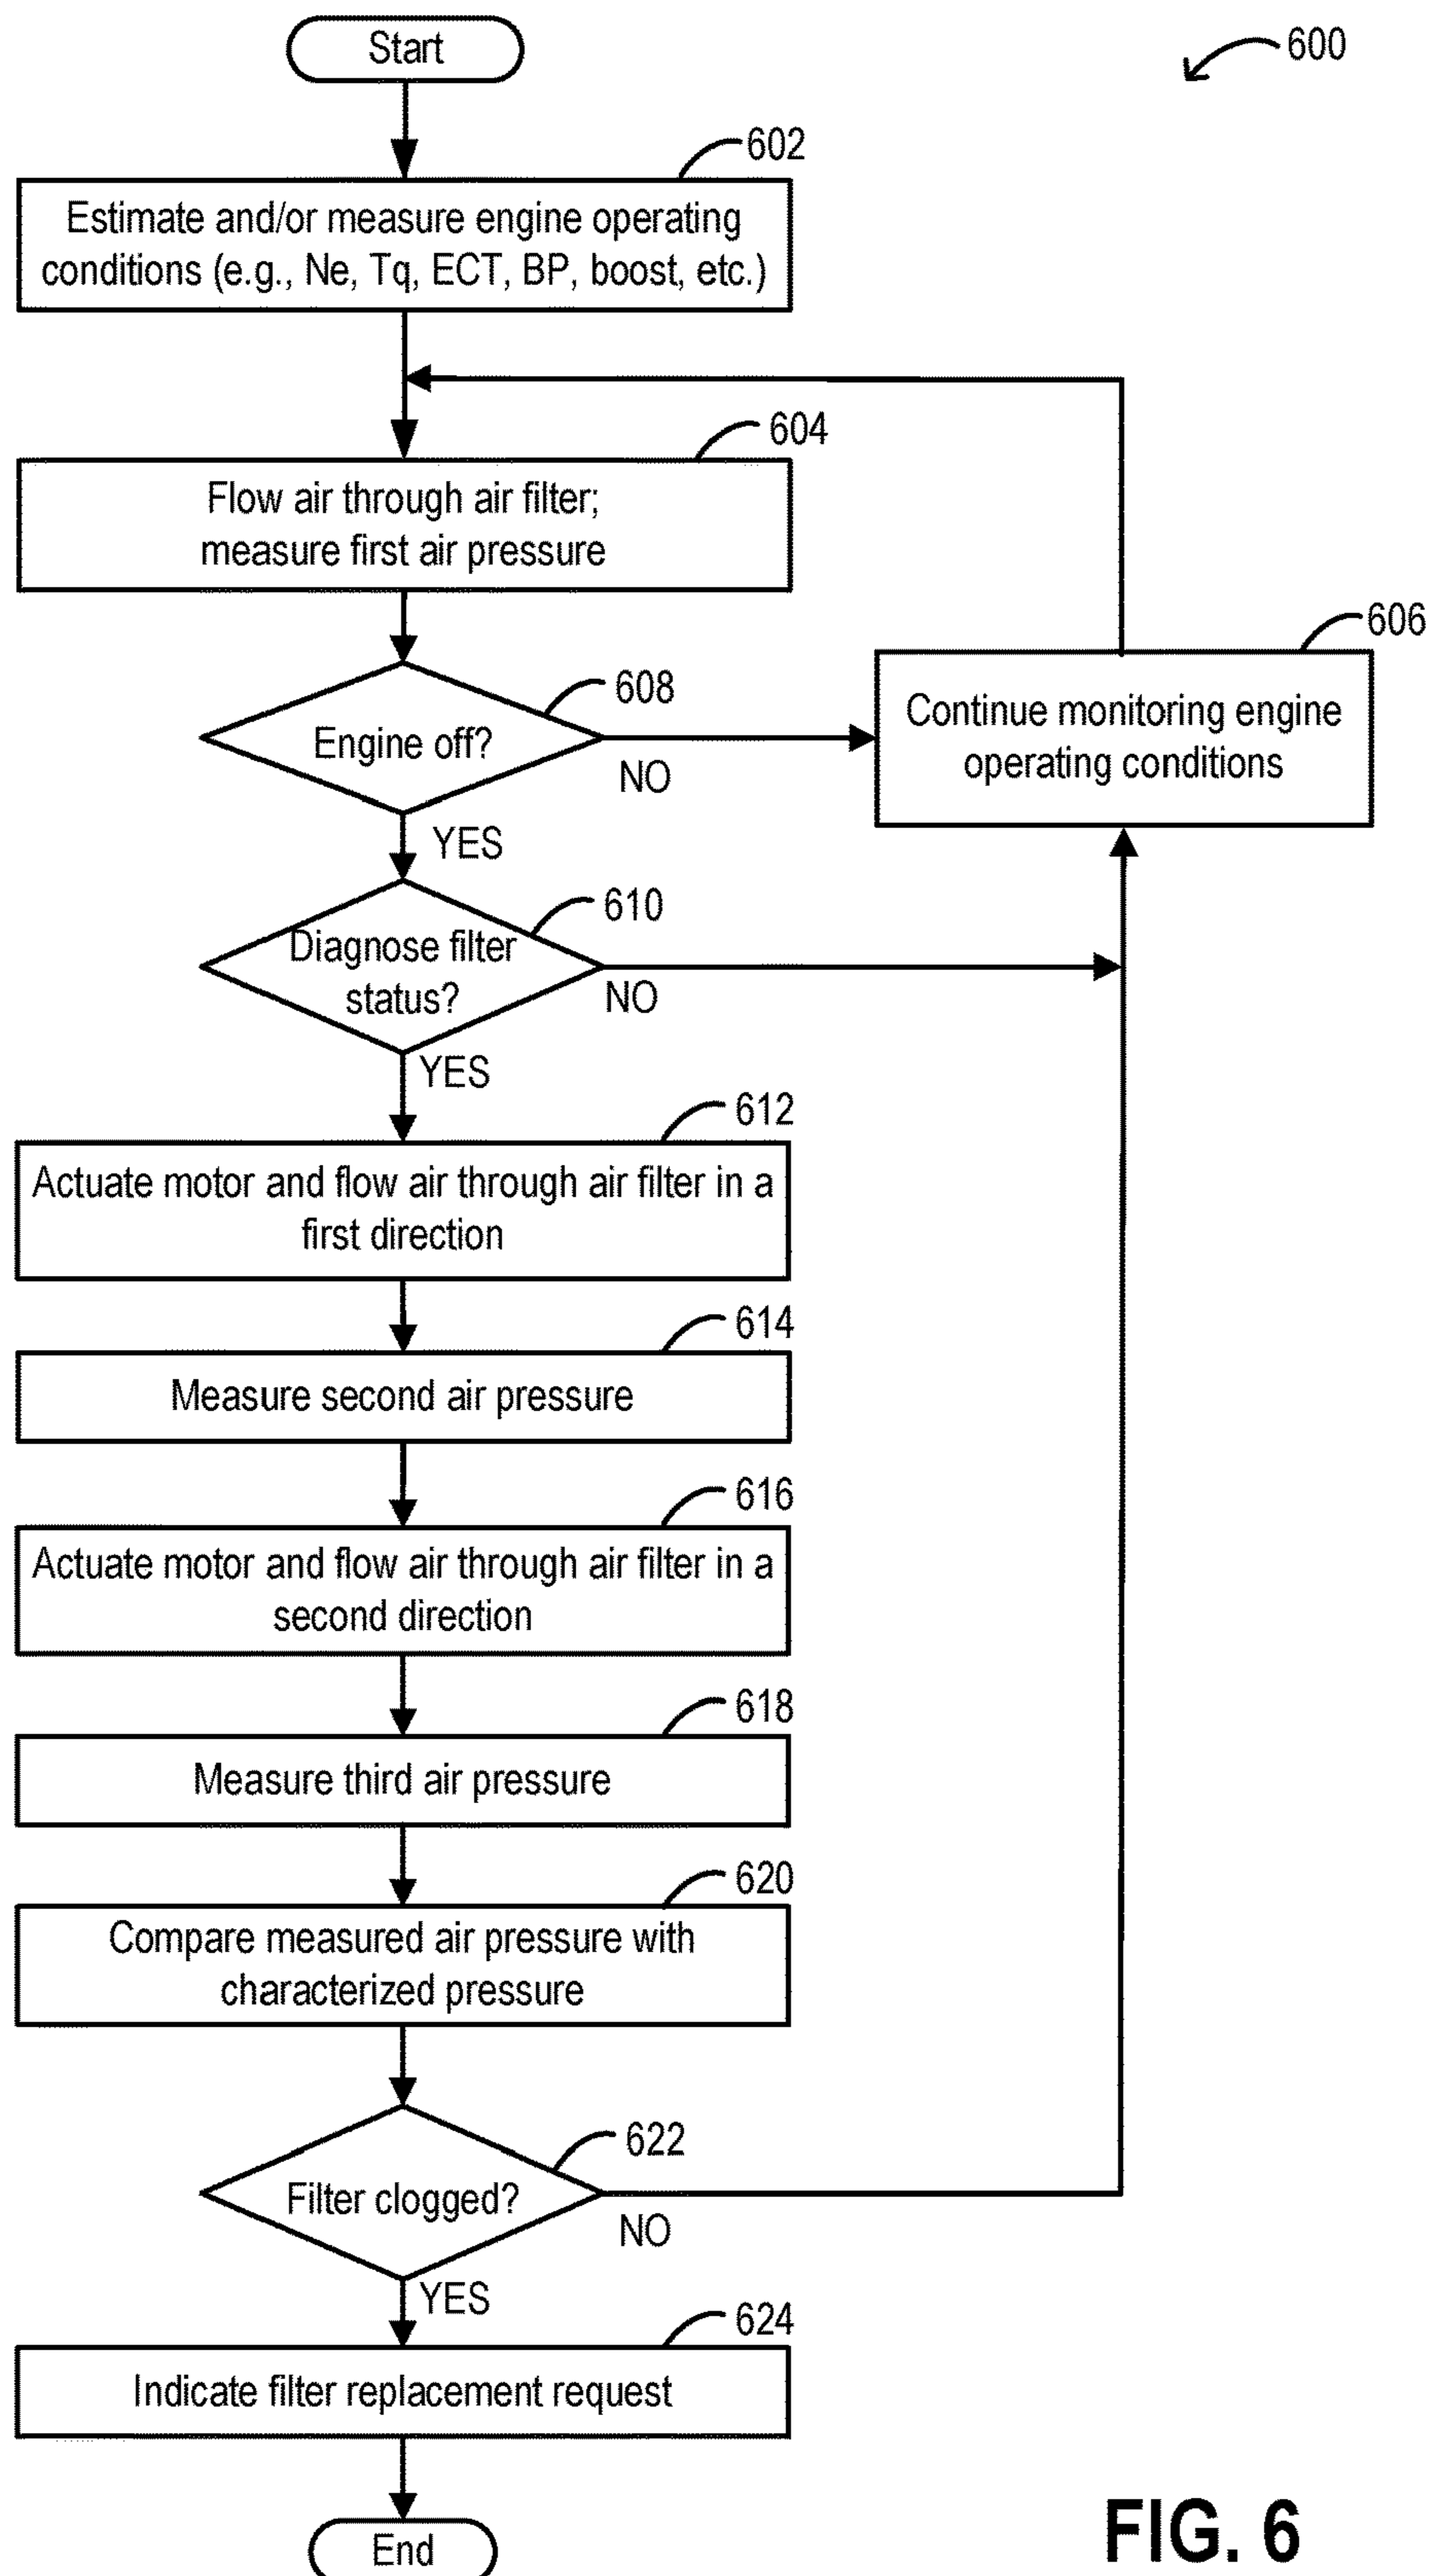 Start
600
602
Estimate and/or measure engine operating
conditions (e.g., Ne, Tq, ECT, BP, boost, etc.)
604
Flow air through air filter;
measure first air pressure
606
Continue monitoring engine
operating conditions
608
Engine off?
NO
YES
610
Diagnose filter
status?
NO
YES
612
Actuate motor and flow air through air filter in a
first direction
614
Measure second air pressure
616
Actuate motor and flow air through air filter in a
second direction
618
Measure third air pressure
620
Compare measured air pressure with
characterized pressure
622
Filter clogged?
NO
YES
624
Indicate filter replacement request
End
FIG. 6